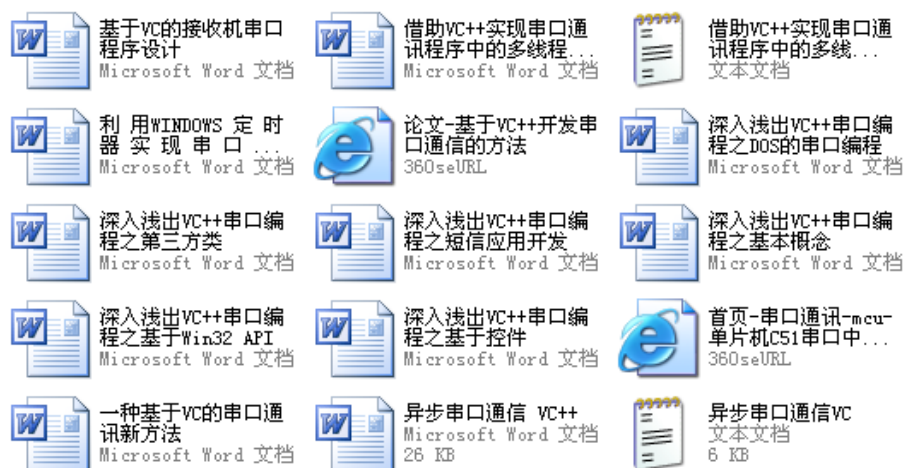 基于VC的接收机串口
程序设计
Microsoft Word 文档
借助VC++实现串口通
讯程序中的多线程...
Microsoft Word 文档
借助VC++实现串口通
讯程序中的多线...
文本文档
利 用WINDOWS 定 时
器 实 现 串 口 ...
Microsoft Word 文档
论文-基于VC++开发串
口通信的方法
360seURL
深入浅出VC++串口编
程之DOS的串口编程
Microsoft Word 文档
深入浅出VC++串口编
程之第三方类
Microsoft Word 文档
深入浅出VC++串口编
程之短信应用开发
Microsoft Word 文档
深入浅出VC++串口编
程之基本概念
Microsoft Word 文档
深入浅出VC++串口编
程之基于Win32 API
Microsoft Word 文档
深入浅出VC++串口编
程之基于控件
Microsoft Word 文档
首页-串口通讯-mcu-
单片机C51串口中...
360seURL
一种基于VC的串口通
讯新方法
Microsoft Word 文档
异步串口通信 VC++
Microsoft Word 文档
26 KB
异步串口通信VC
文本文档
6 KB